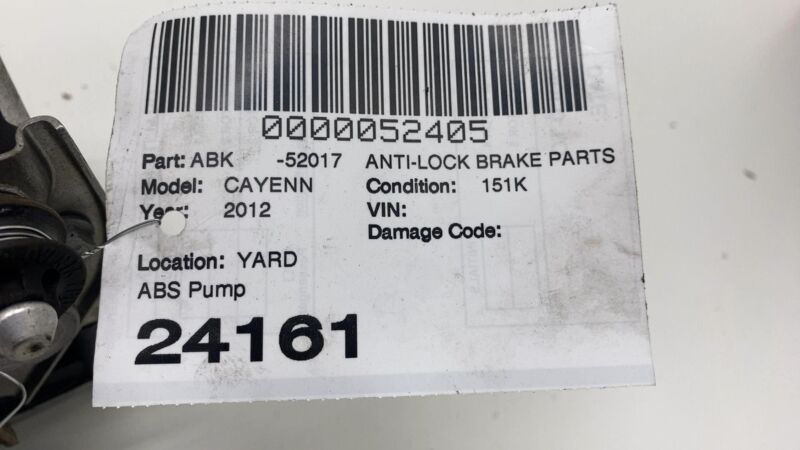 0000052405
Part: ABK -52017 ANTI-LOCK BRAKE PARTS
Model: CAYENN Condition: 151K
Year: 2012 VIN:
Damage Code:
Location: YARD
ABS Pump
24161